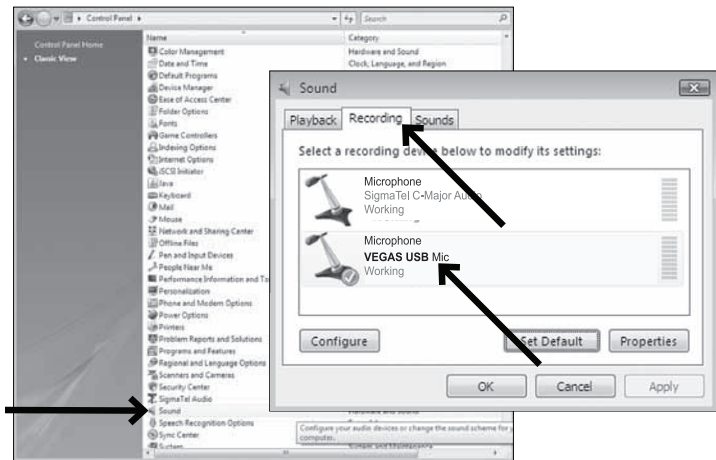 Control Panel
Search
Control Panel Home
Classic View
Name
Category
Color Management
Hardware and Sound
Date and Time
Clock, Language, and Region
Default Programs
Device Manager
Ease of Access Center
Folder Options
Fonts
Game Controllers
Indexing Options
Internet Options
iSCSI Initiator
Java
Keyboard
Mail
Mouse
Network and Sharing Center
Offline Files
Pen and Input Devices
People Near Me
Performance Information and To
Personalization
Phone and Modem Options
Power Options
Printers
Problem Reports and Solutions
Programs and Features
Regional and Language Options
Scanners and Cameras
Security Center
SigmaTel Audio
Sound
Hardware and Sound
Speech Recognition Options
Sync Center
System
System and Maintenance
Configure your audio devices or change the sound scheme for y
computer.
Sound
Playback
Recording
Sounds
Select a recording device below to modify its settings:
Microphone
SigmaTel C-Major Audio
Working
Microphone
VEGAS USB Mic
Working
Configure
Set Default
Properties
OK
Cancel
Apply